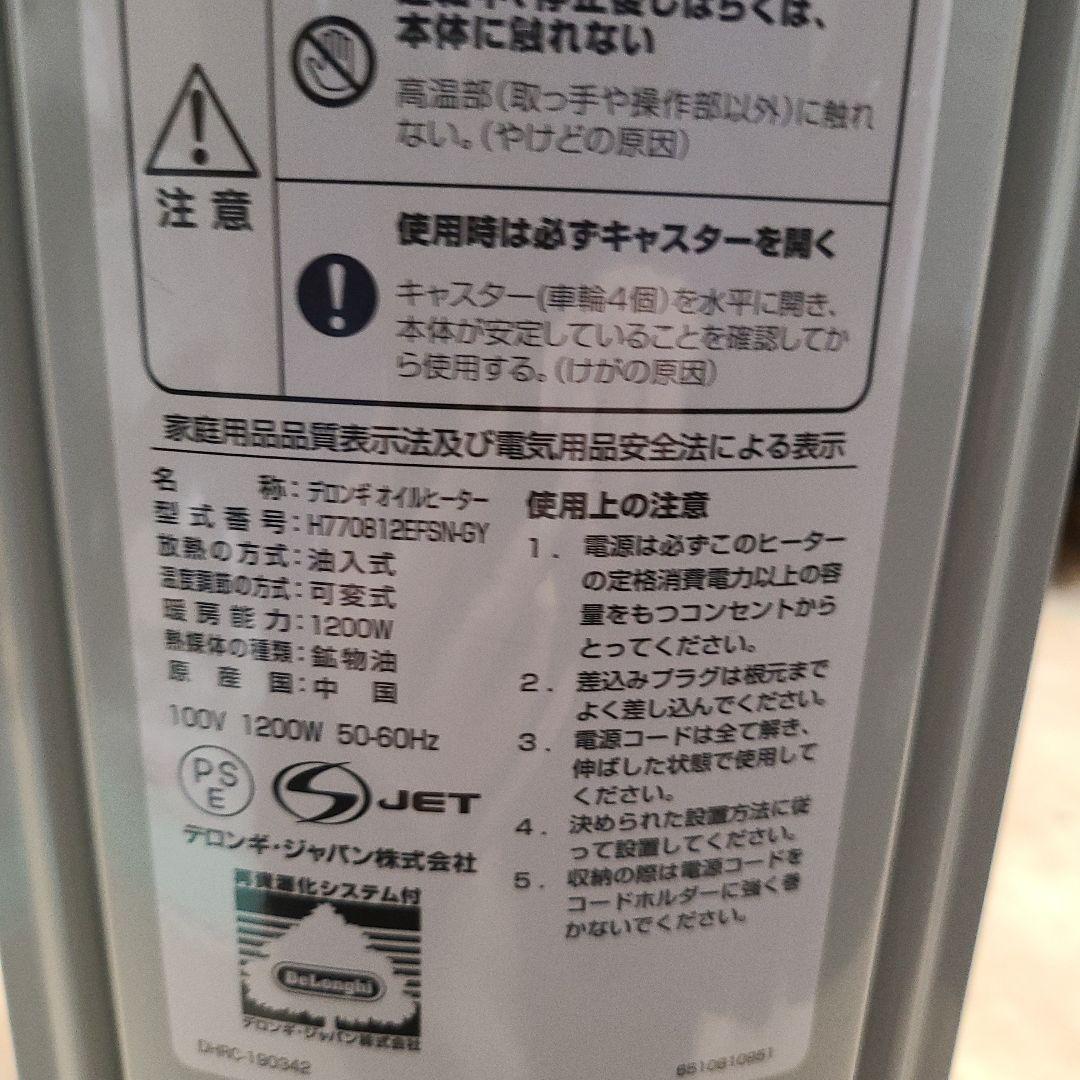 本体に触れない
高温部(取っ手や操作部以外)に触れ
ない。(やけどの原因)
注意
使用時は必ずキャスターを開く
キャスター(車輪4個)を水平に開き、
本体が安定していることを確認してか
ら使用する。(けがの原因)
家庭用品品質表示法及び電気用品安全法による表示
名称:デロンギオイルヒーター
型式番号:H770812EFSN-GY
放熱の方式:油入式
温度調節の方式:可変式
暖房能力:1200W
熱媒体の種類:鉱物油
原産国:中国
100V 1200W 50-60Hz
PS
E
JET
デロンギ・ジャパン株式会社
システム付
DeLonghi
デロンギ・ジャパン株式会社
DHRC-190342
使用上の注意
1. 電源は必ずこのヒーター
の定格消費電力以上の容
量をもつコンセントから
とってください。
2. 差込みプラグは根元まで
よく差し込んでください。
3. 電源コードは全て解き、
伸ばした状態で使用して
ください。
4. 決められた設置方法に従
って設置してください。
5. 収納の際は電源コードを
コードホルダーに強く巻
かないでください。